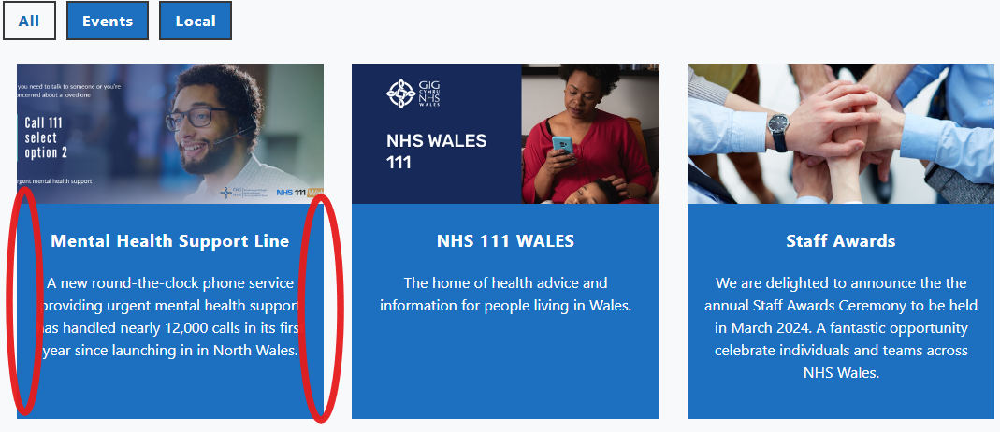 All
Events
Local
you need to talk to someone or you're
concerned about a loved one
Call 111
select
option 2
urgent mental health support
GIG
NHS
NHS 111
GIG
CYMRU
NHS
WALES
NHS WALES
111
Mental Health Support Line
A new round-the-clock phone service
providing urgent mental health support
has handled nearly 12,000 calls in its first
year since launching in in North Wales.
NHS 111 WALES
The home of health advice and
information for people living in Wales.
Staff Awards
We are delighted to announce the the
annual Staff Awards Ceremony to be held
in March 2024. A fantastic opportunity
celebrate individuals and teams across
NHS Wales.